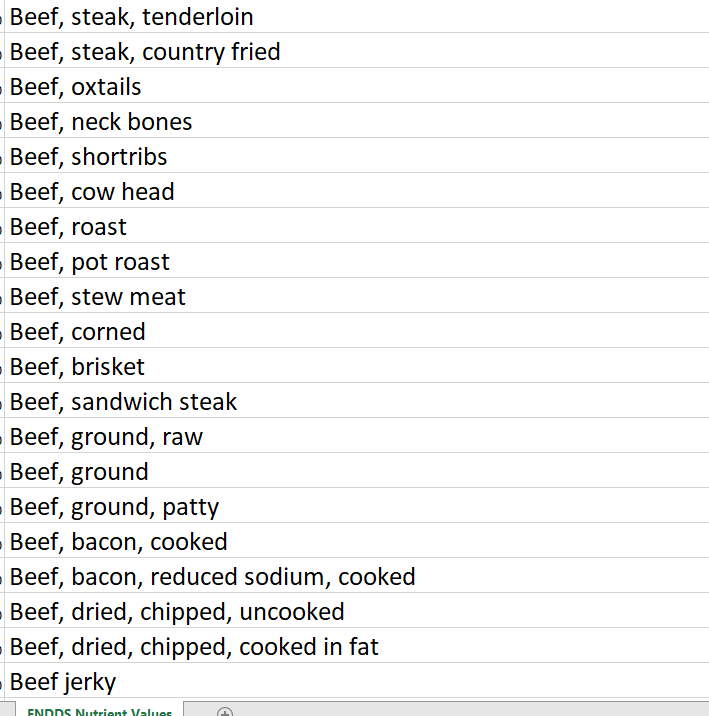 Beef, steak, tenderloin
Beef, steak, country fried
Beef, oxtails
Beef, neck bones
Beef, shortribs
Beef, cow head
Beef, roast
Beef, pot roast
Beef, stew meat
Beef, corned
Beef, brisket
Beef, sandwich steak
Beef, ground, raw
Beef, ground
Beef, ground, patty
Beef, bacon, cooked
Beef, bacon, reduced sodium, cooked
Beef, dried, chipped, uncooked
Beef, dried, chipped, cooked in fat
Beef jerky
FNDDS Nutrient Values